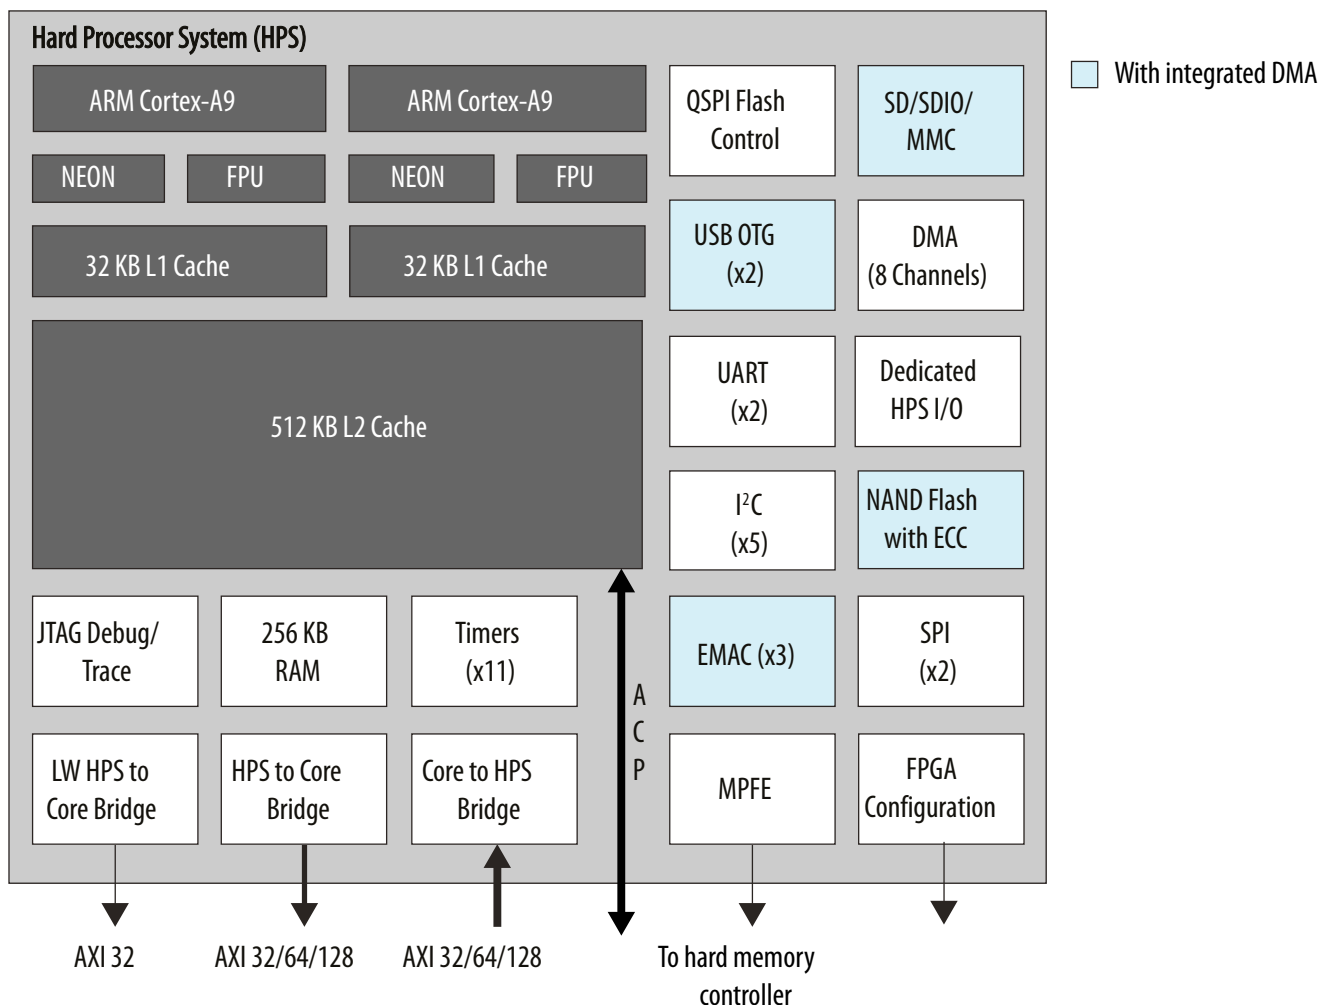 Hard Processor System (HPS)
With integrated DMA
ARM Cortex-A9
ARM Cortex-A9
NEON
FPU
NEON
FPU
32 KB L1 Cache
32 KB L1 Cache
512 KB L2 Cache
QSPI Flash
Control
SD/SDIO/
MMC
USB OTG
(x2)
DMA
(8 Channels)
UART
(x2)
Dedicated
HPS I/O
I²C
(x5)
NAND Flash
with ECC
JTAG Debug/
Trace
256 KB
RAM
Timers
(x11)
A
C
P
EMAC (x3)
SPI
(x2)
LW HPS to
Core Bridge
HPS to Core
Bridge
Core to HPS
Bridge
MPFE
FPGA
Configuration
AXI 32
AXI 32/64/128
AXI 32/64/128
To hard memory
controller